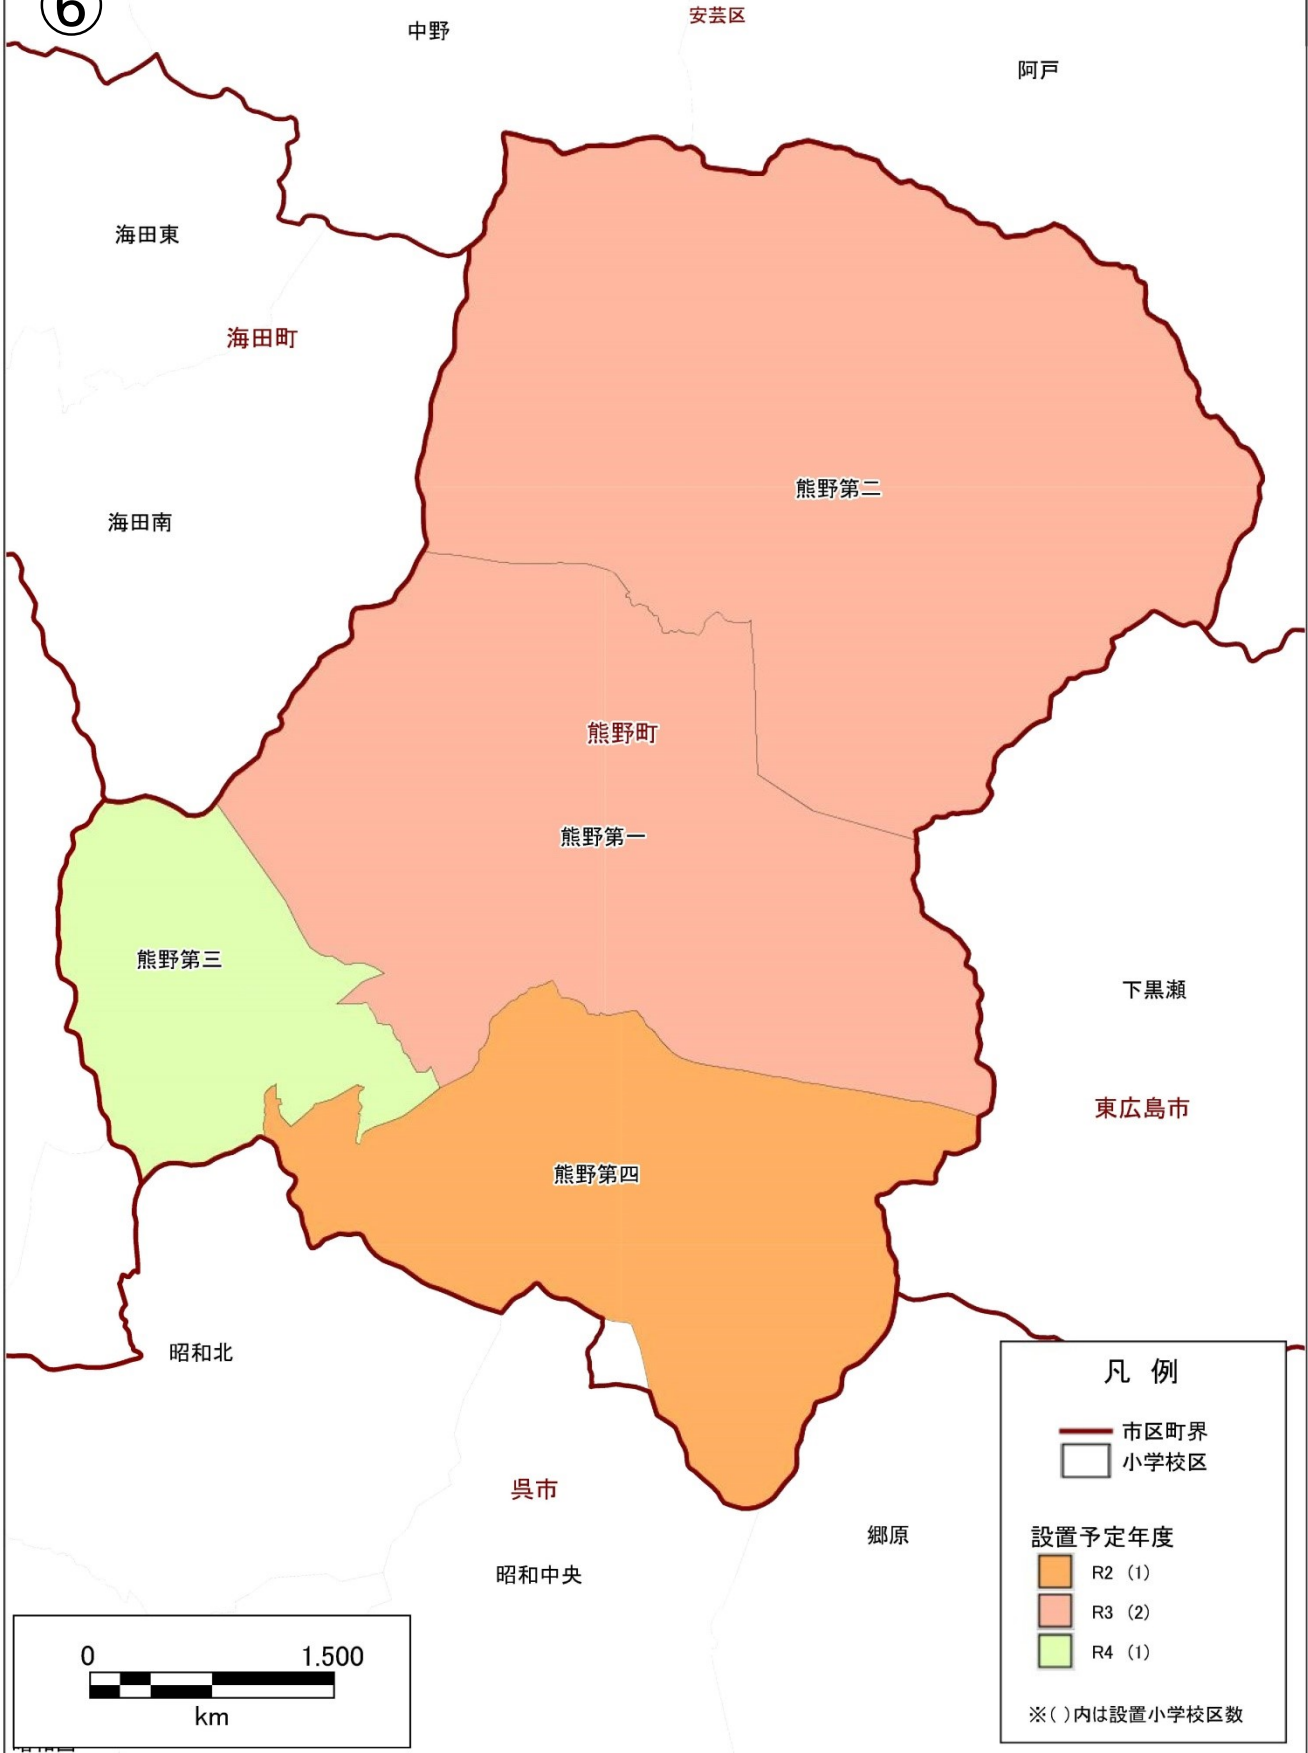 ⑥
安芸区
中野
阿戸
海田東
海田町
熊野第二
海田南
熊野町
熊野第一
熊野第三
下黒瀬
東広島市
熊野第四
昭和北
呉市
郷原
昭和中央
凡 例
市区町界
小学校区
設置予定年度
R2 (1)
R3 (2)
R4 (1)
※( )内は設置小学校区数
0 1.500
km